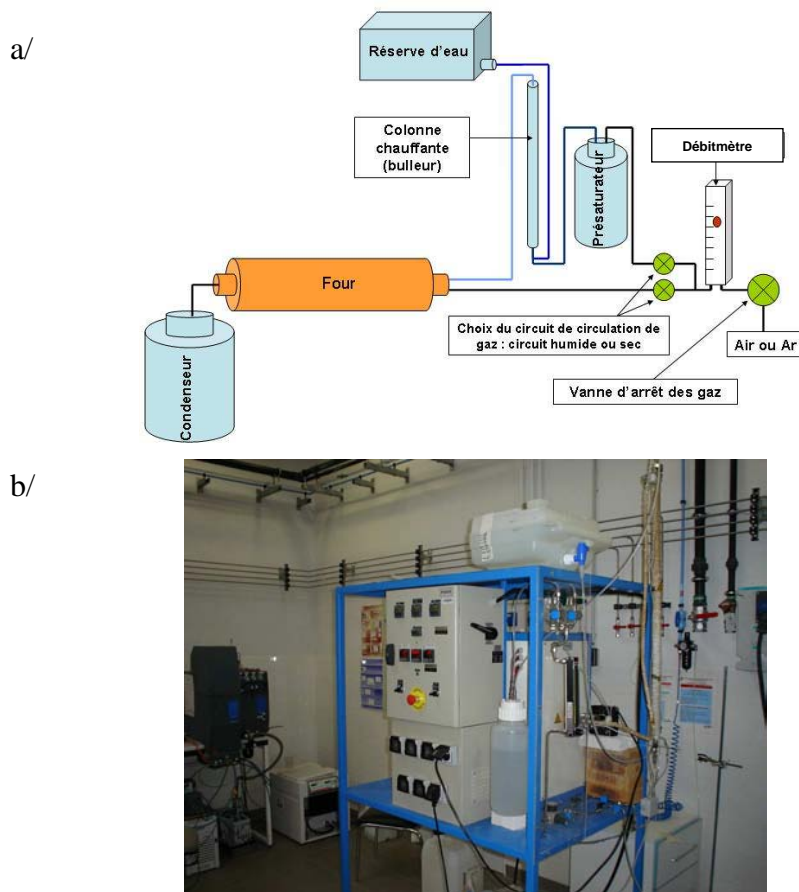 a/
Réserve d'eau
Colonne
chauffante
(bulleur)
Présaturateur
Débitmètre
Four
Condenseur
Choix du circuit de circulation de
gaz : circuit humide ou sec
Air ou Ar
Vanne d'arrêt des gaz
b/